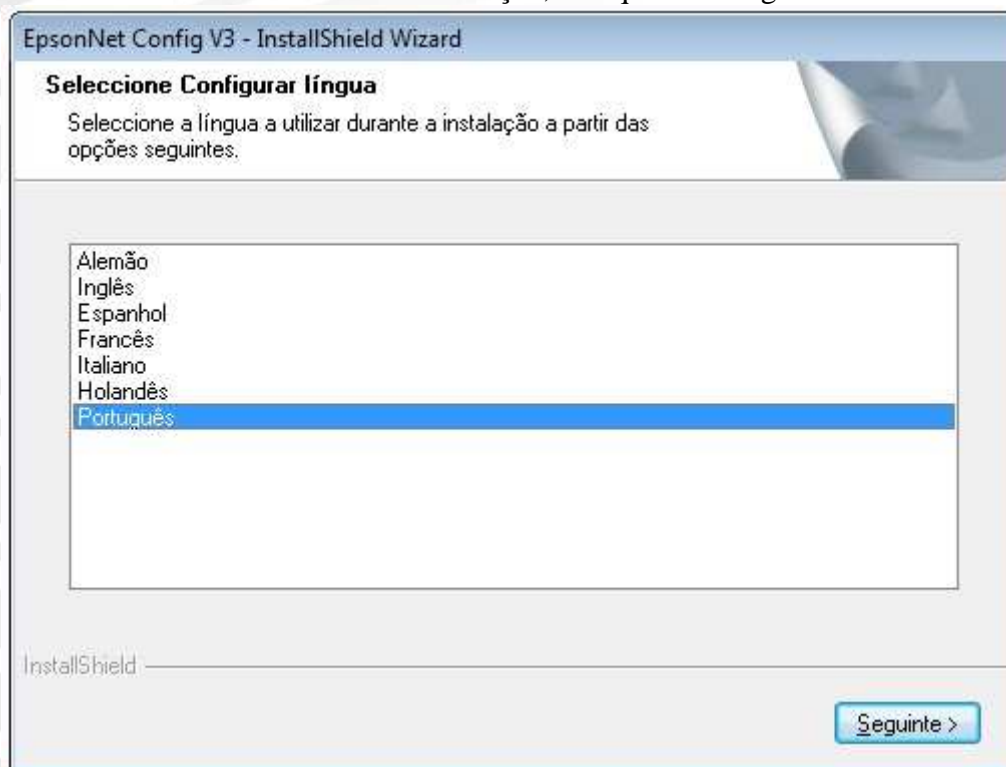 EpsonNet Config V3 - InstallShield Wizard
Seleccione Configurar língua
Seleccione a língua a utilizar durante a instalação a partir das
opções seguintes.
Alemão
Inglês
Espanhol
Francês
Italiano
Holandês
Português
InstallShield
Seguinte >